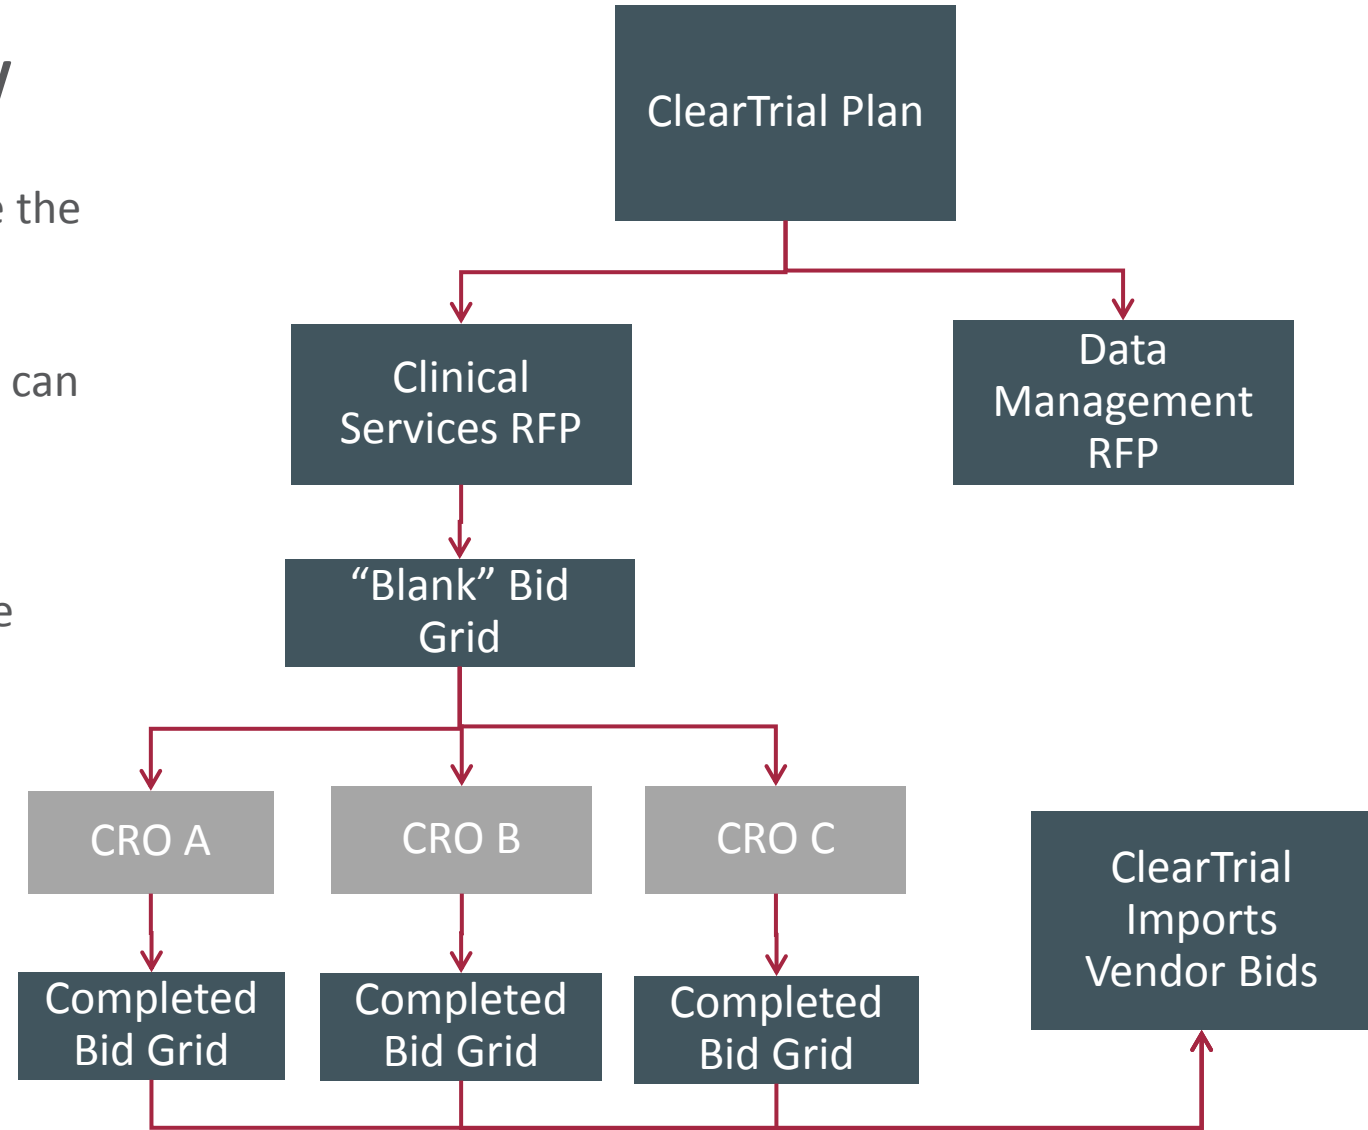 y
e the
can
e
ClearTrial Plan
Clinical
Services RFP
Data
Management
RFP
“Blank” Bid
Grid
CRO A
CRO B
CRO C
Completed
Bid Grid
Completed
Bid Grid
Completed
Bid Grid
ClearTrial
Imports
Vendor Bids